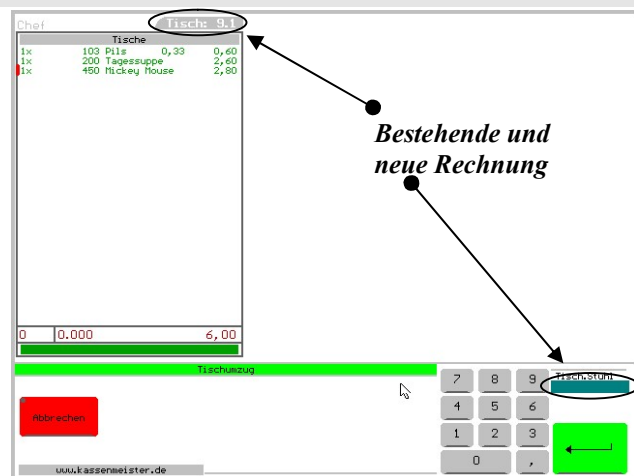 Chef Tisch: 9.1
Tische
1x 103 Pils 0,33 0,60
1x 200 Tagessuppe 2,60
1x 450 Mickey Mouse 2,80
Bestehende und
neue Rechnung
0 0.000 6,00
Tischumzug
7 8 9 Tisch.Stuhl
4 5 6
Abbrechen
1 2 3
0 ,
www.kassenmeister.de